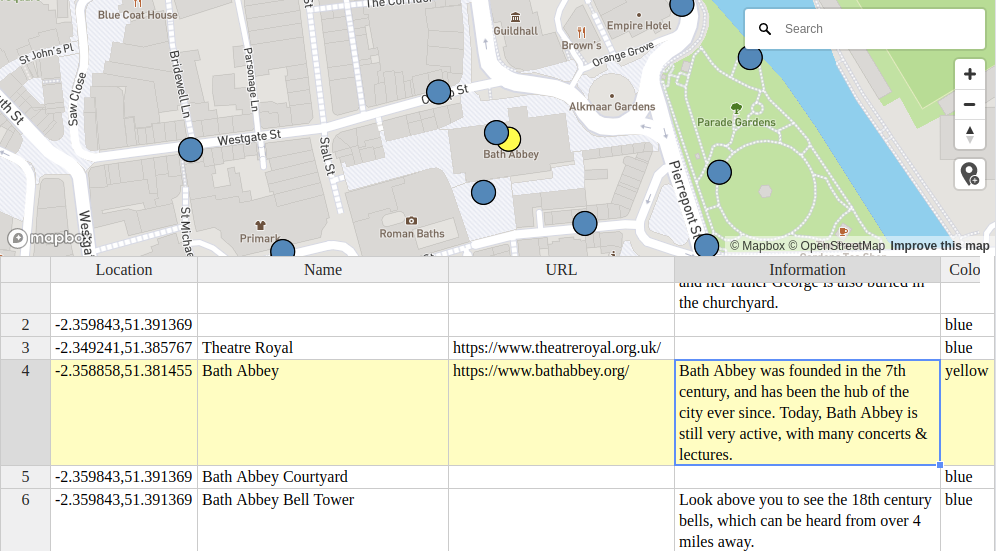 The Corridor
Blue Coat House
Guildhall
Empire Hotel
Search
St John's Pl
Brown's
Orange Grove
Saw Close
Bridewell Ln
Parsonage Ln
Stall St
Westgate St
Alkmaar Gardens
Parade Gardens
Bath Abbey
Pierrepont St
St Michae
Westga
Primark
Roman Baths
mapbox
© Mapbox © OpenStreetMap Improve this map
Location Name URL Information Colo
and her father George is also buried in
the churchyard.
2 -2.359843,51.391369 blue
3 -2.349241,51.385767 Theatre Royal https://www.theatreroyal.org.uk/ blue
4 -2.358858,51.381455 Bath Abbey https://www.bathabbey.org/ Bath Abbey was founded in the 7th yellow
century, and has been the hub of the
city ever since. Today, Bath Abbey is
still very active, with many concerts &
lectures.
5 -2.359843,51.391369 Bath Abbey Courtyard blue
6 -2.359843,51.391369 Bath Abbey Bell Tower Look above you to see the 18th century blue
bells, which can be heard from over 4
miles away.